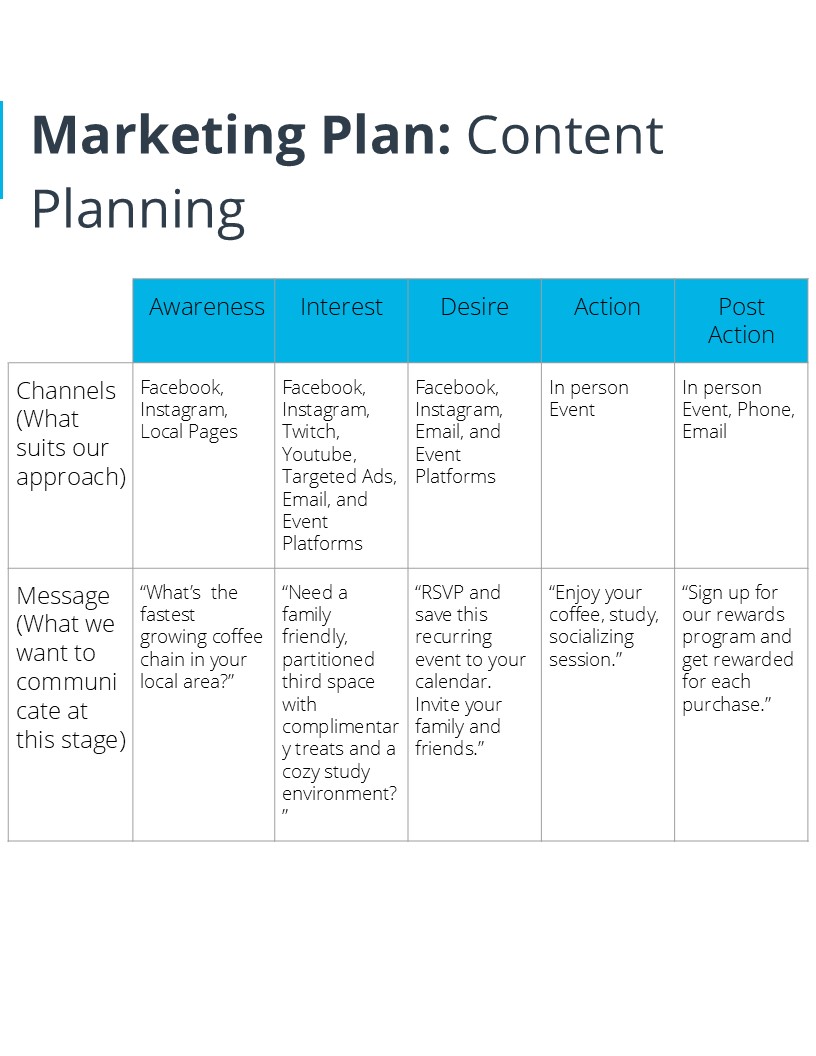 Marketing Plan: Content
Planning
Awareness
Interest
Desire
Action
Post
Action
Channels
(What
suits our
approach)
Facebook,
Instagram,
Local Pages
Facebook,
Instagram,
Twitch,
Youtube,
Targeted Ads,
Email, and
Event
Platforms
Facebook,
Instagram,
Email, and
Event
Platforms
In person
Event
In person
Event, Phone,
Email
Message
(What we
want to
communi
cate at
this stage)
“What’s  the
fastest
growing coffee
chain in your
local area?”
“Need a
family
friendly,
partitioned
third space
with
complimentar
y treats and a
cozy study
environment?
”
“RSVP and
save this
recurring
event to your
calendar.
Invite your
family and
friends.”
“Enjoy your
coffee, study,
socializing
session.”
“Sign up for
our rewards
program and
get rewarded
for each
purchase.”